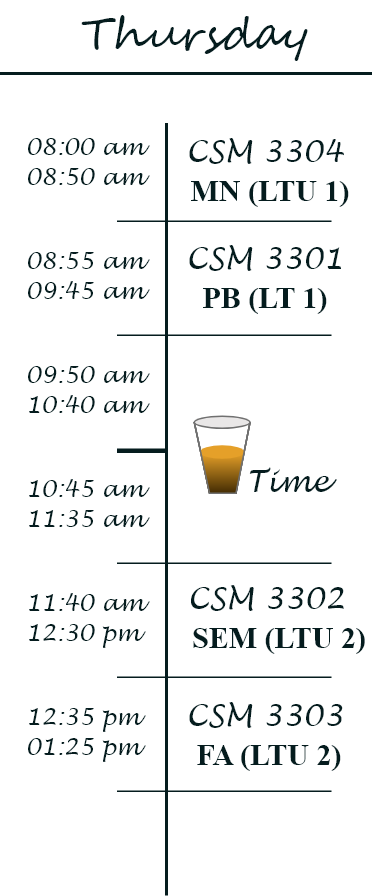 Thursday
08:00 am
08:50 am
CSM 3304
MN (LTU 1)
08:55 am
09:45 am
CSM 3301
PB (LT 1)
09:50 am
10:40 am
10:45 am
11:35 am
Time
11:40 am
12:30 pm
CSM 3302
SEM (LTU 2)
12:35 pm
01:25 pm
CSM 3303
FA (LTU 2)